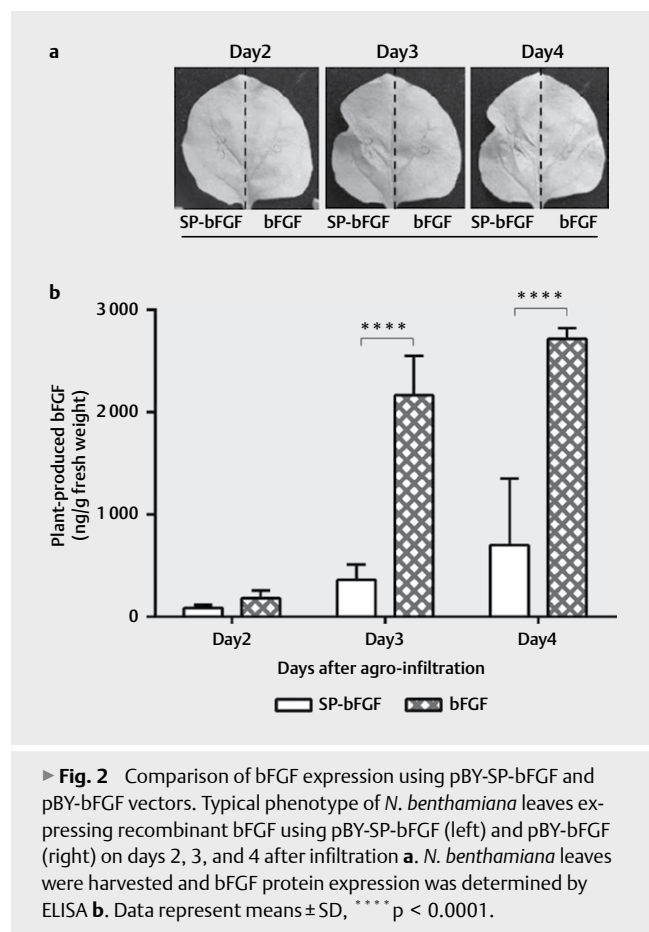 a
Day2 Day3 Day4
SP-bFGF bFGF SP-bFGF bFGF SP-bFGF bFGF
b
Plant-produced bFGF
(ng/g fresh weight)
3 000
2 000
1 000
0
****
****
Day2 Day3 Day4
Days after agro-infiltration
SP-bFGF bFGF
▶ Fig. 2 Comparison of bFGF expression using pBY-SP-bFGF and
pBY-bFGF vectors. Typical phenotype of N. benthamiana leaves ex-
pressing recombinant bFGF using pBY-SP-bFGF (left) and pBY-bFGF
(right) on days 2, 3, and 4 after infiltration a. N. benthamiana leaves
were harvested and bFGF protein expression was determined by
ELISA b. Data represent means ± SD, ****p < 0.0001.